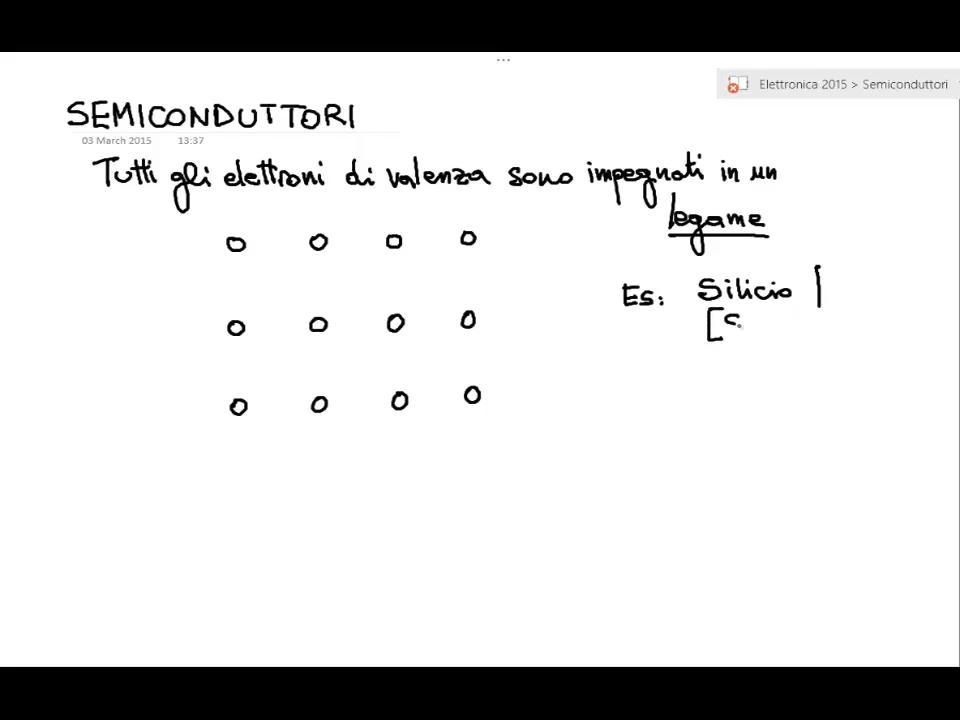 Elettronica 2015 > Semiconduttori
SEMICONDUTTORI
03 March 2015 13:37
Tutti gli elettroni di valenza sono impegnati in un
legame
Es: Silicio |
[S